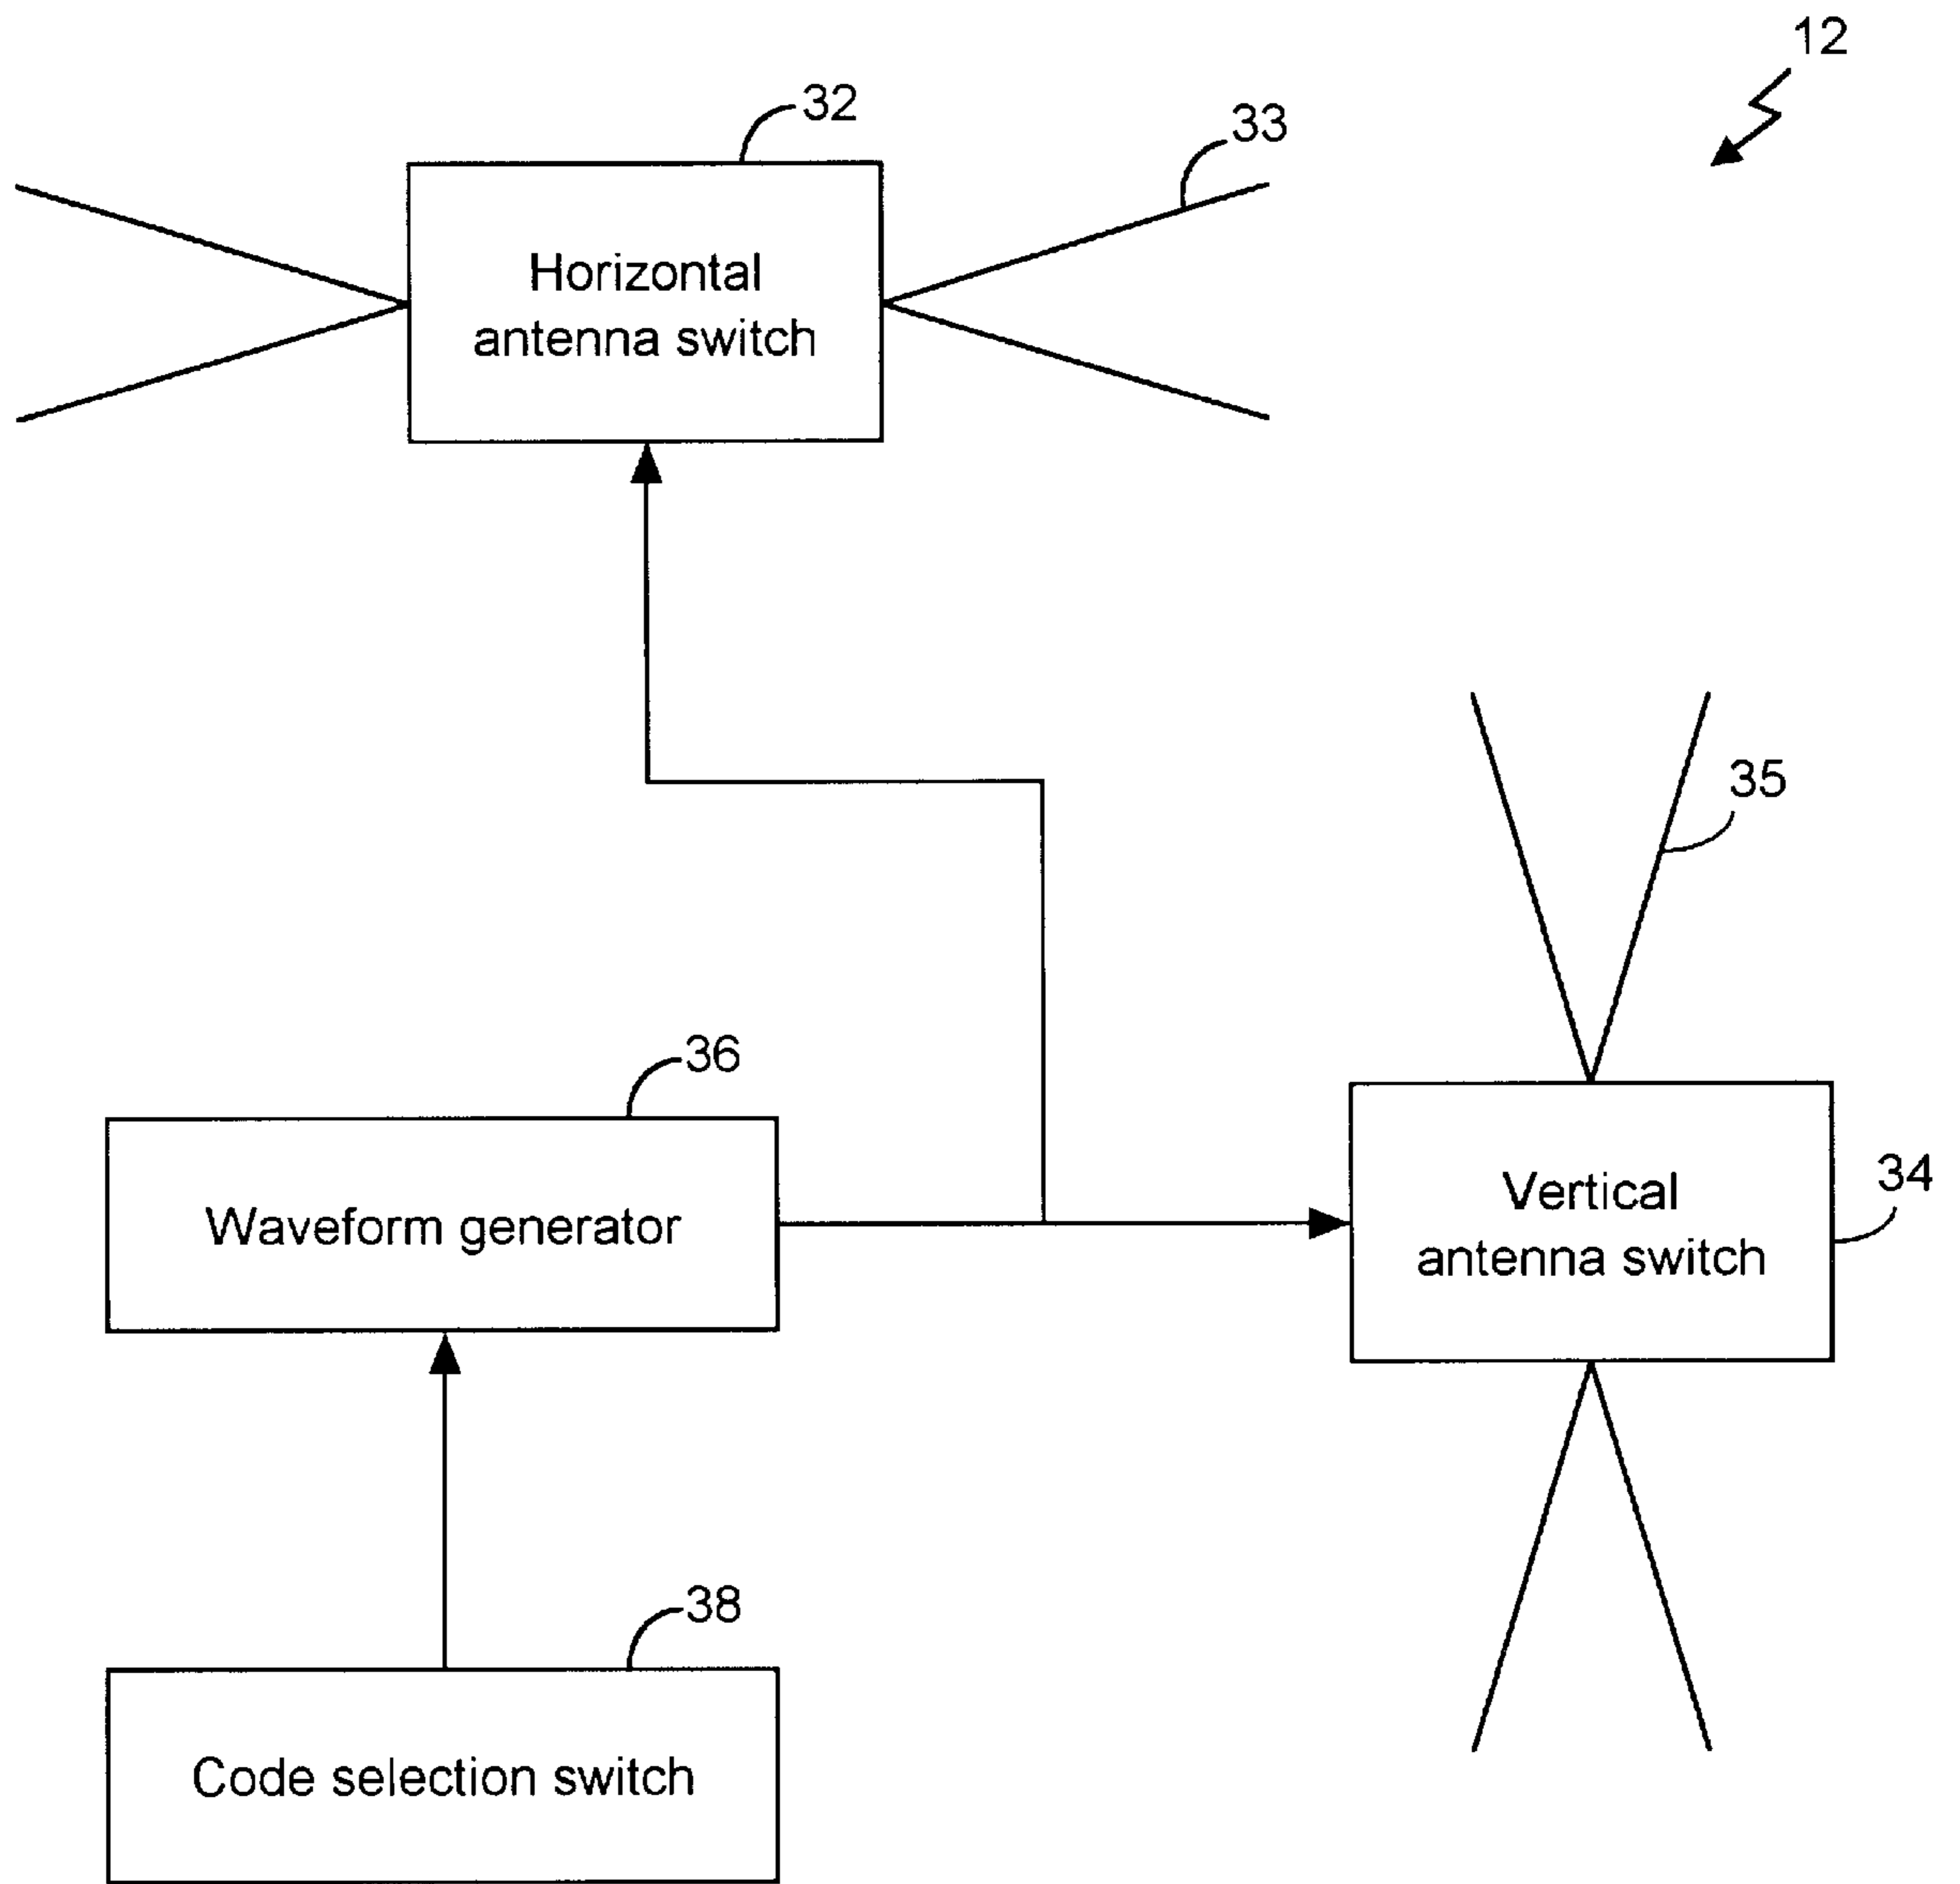 12
32
33
Horizontal
antenna switch
35
36
34
Vertical
antenna switch
Waveform generator
38
Code selection switch